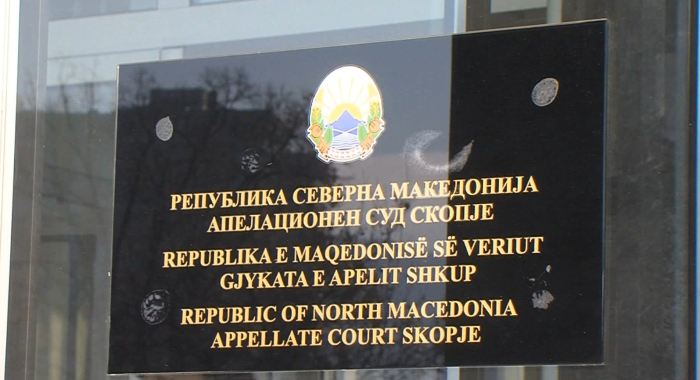 РЕПУБЛИКА СЕВЕРНА МАКЕДОНИЈА
АПЕЛАЦИОНЕН СУД СКОПЈЕ
REPUBLIKA E MAQEDONISË SË VERIUT
GJYKATA E APELIT SHKUP
REPUBLIC OF NORTH MACEDONIA
APPELLATE COURT SKOPJE